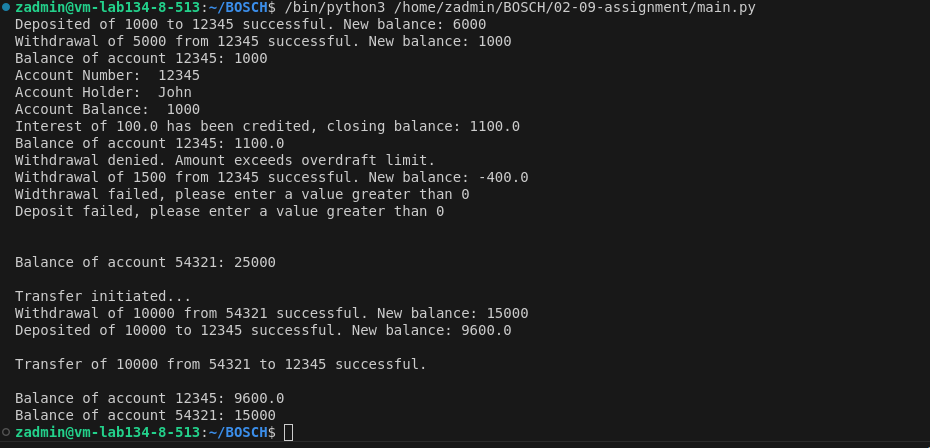 zadmin@vm-lab134-8-513:~/BOSCH$ /bin/python3 /home/zadmin/BOSCH/02-09-assignment/main.py
Deposited of 1000 to 12345 successful. New balance: 6000
Withdrawal of 5000 from 12345 successful. New balance: 1000
Balance of account 12345: 1000
Account Number:  12345
Account Holder:  John
Account Balance:  1000
Interest of 100.0 has been credited, closing balance: 1100.0
Balance of account 12345: 1100.0
Withdrawal denied. Amount exceeds overdraft limit.
Withdrawal of 1500 from 12345 successful. New balance: -400.0
Widthrawal failed, please enter a value greater than 0
Deposit failed, please enter a value greater than 0
Balance of account 54321: 25000
Transfer initiated...
Withdrawal of 10000 from 54321 successful. New balance: 15000
Deposited of 10000 to 12345 successful. New balance: 9600.0
Transfer of 10000 from 54321 to 12345 successful.
Balance of account 12345: 9600.0
Balance of account 54321: 15000
zadmin@vm-lab134-8-513:~/BOSCH$